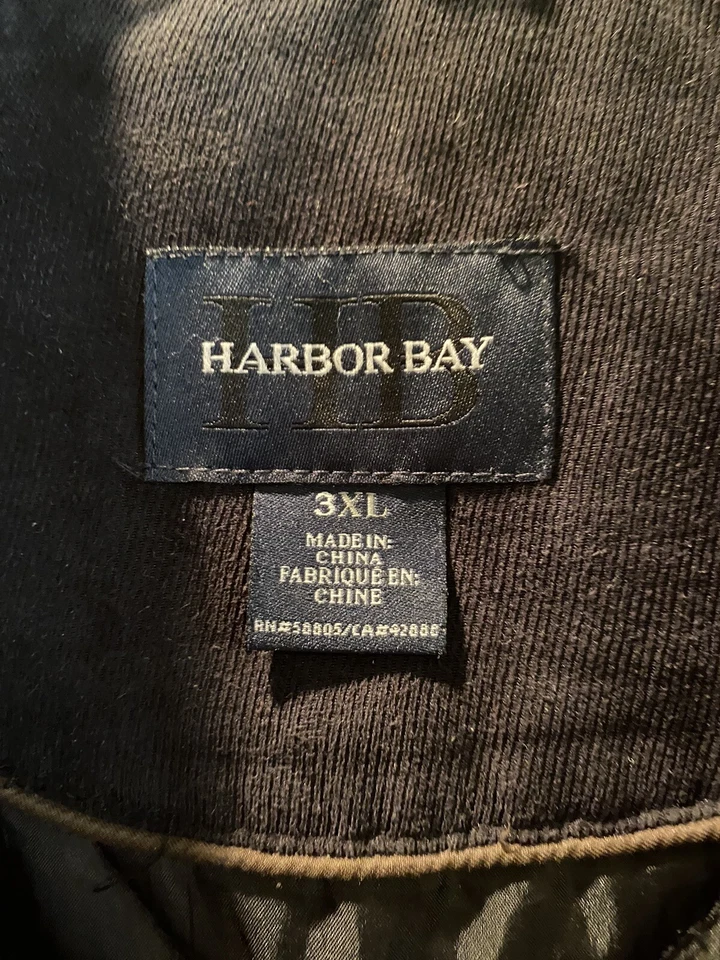 HB
HARBOR BAY
3XL
MADE IN:
CHINA
FABRIQUÉ EN:
CHINE
RN#58805/CA#42888